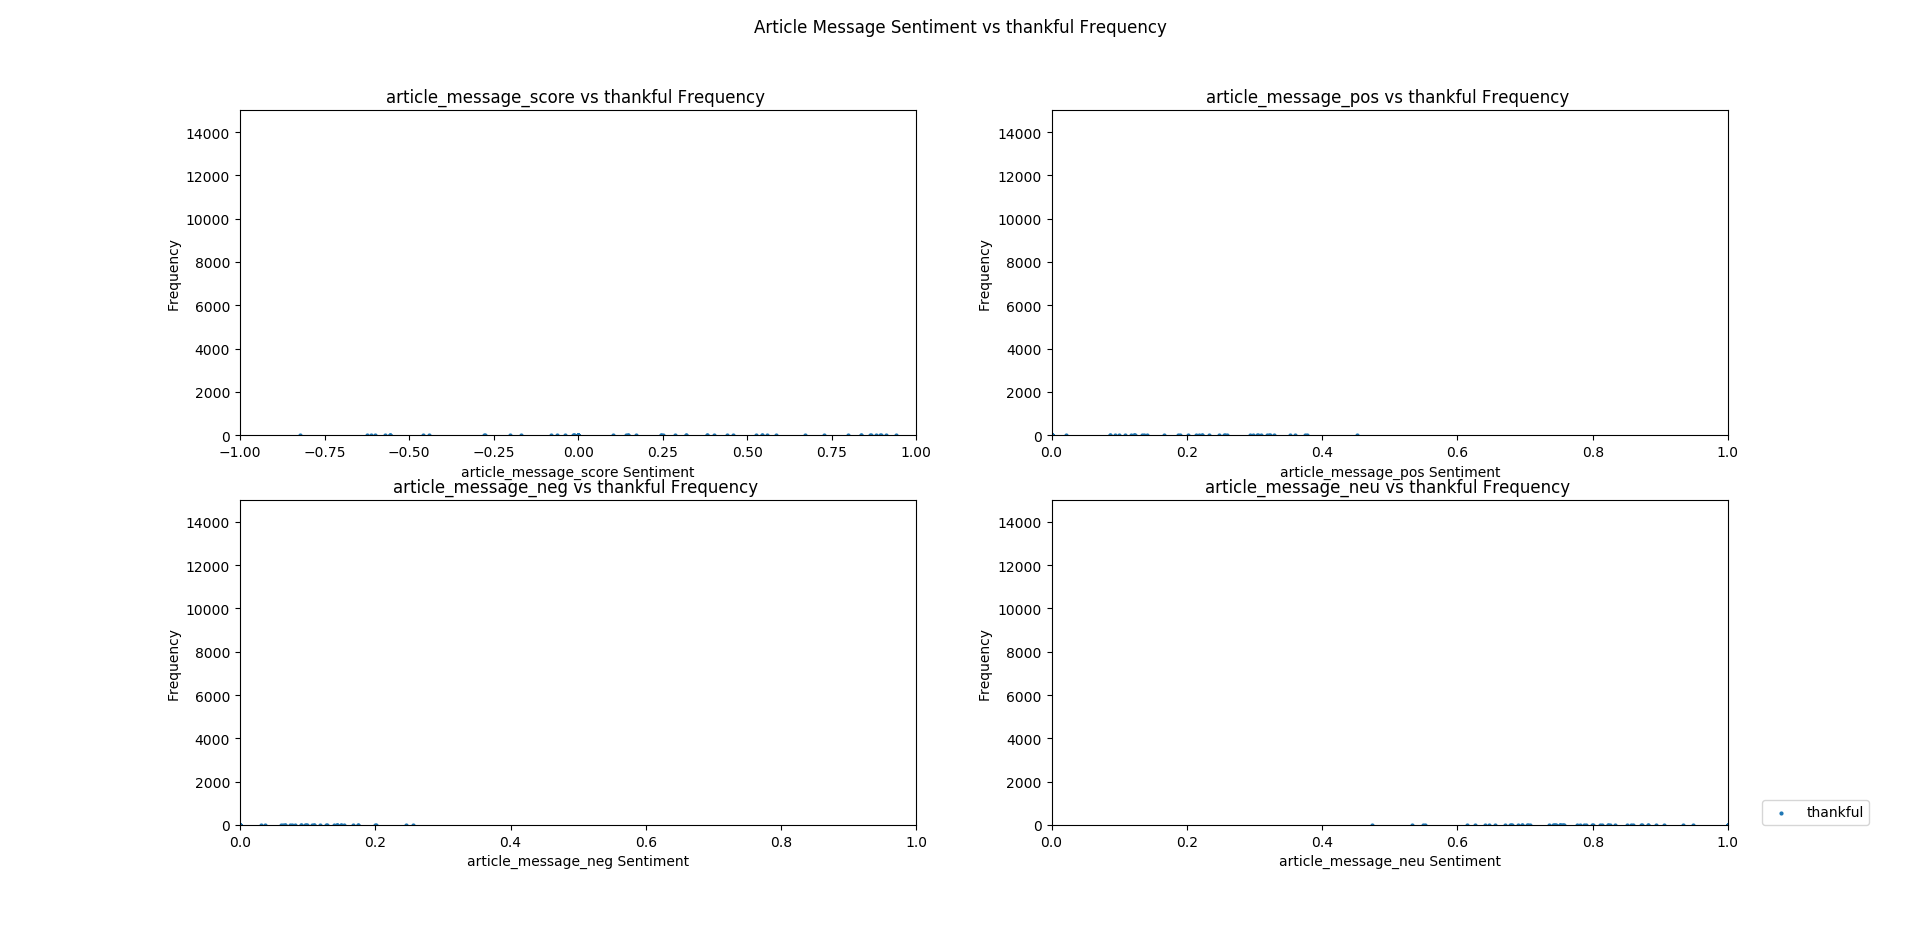 Article Message Sentiment vs thankful Frequency
article_message_score vs thankful Frequency
14000
12000
10000
8000
6000
4000
2000
0
Frequency
−1.00 −0.75 −0.50 −0.25 0.00 0.25 0.50 0.75 1.00
article_message_score Sentiment
article_message_pos vs thankful Frequency
14000
12000
10000
8000
6000
4000
2000
0
Frequency
0.0 0.2 0.4 0.6 0.8 1.0
article_message_pos Sentiment
article_message_neg vs thankful Frequency
14000
12000
10000
8000
6000
4000
2000
0
Frequency
0.0 0.2 0.4 0.6 0.8 1.0
article_message_neg Sentiment
article_message_neu vs thankful Frequency
14000
12000
10000
8000
6000
4000
2000
0
Frequency
0.0 0.2 0.4 0.6 0.8 1.0
article_message_neu Sentiment
thankful